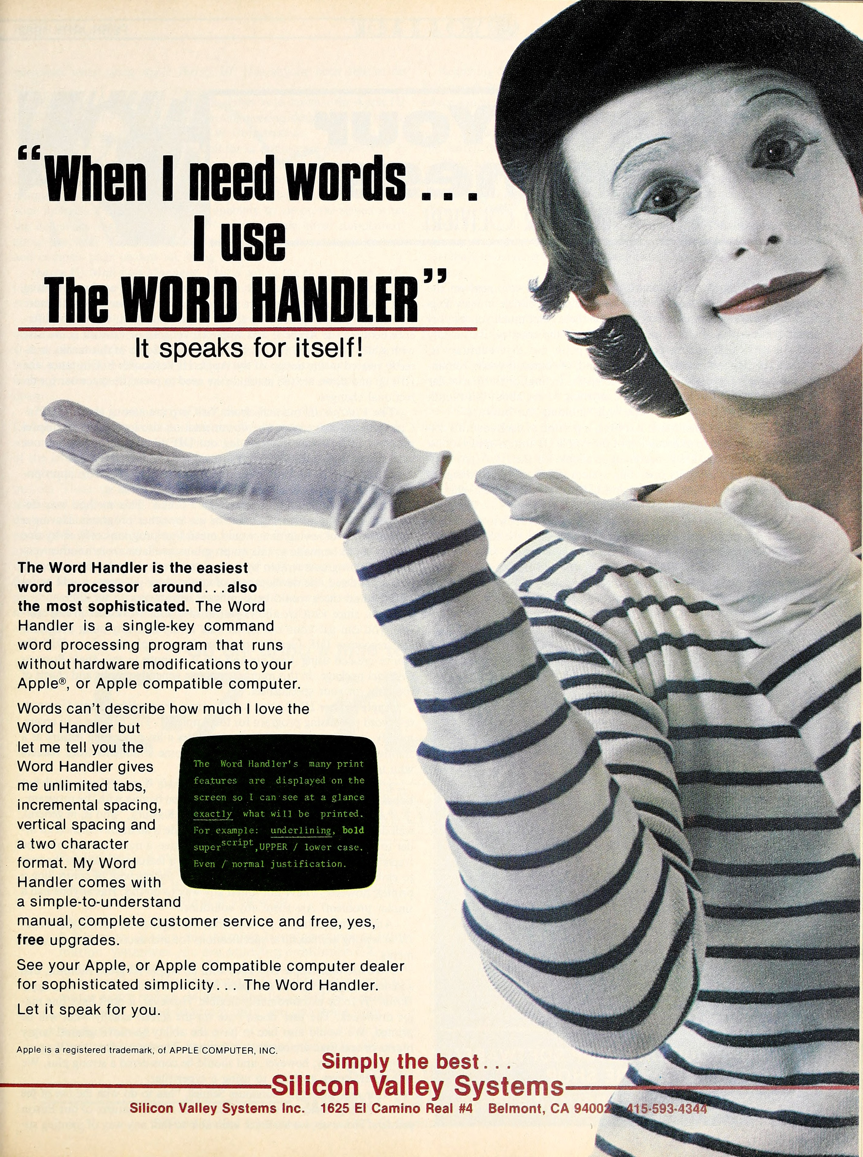 “When I need words ...
I use
The WORD HANDLER”
It speaks for itself!
The Word Handler is the easiest
word processor around...also
the most sophisticated. The Word
Handler is a single-key command
word processing program that runs
without hardware modifications to your
Apple®, or Apple compatible computer.
Words can't describe how much I love the
Word Handler but
let me tell you the
Word Handler gives
me unlimited tabs,
incremental spacing,
vertical spacing and
a two character
format. My Word
Handler comes with
a simple-to-understand
manual, complete customer service and free, yes,
free upgrades.
The Word Handler's many print
features are displayed on the
screen so I can see at a glance
exactly what will be printed.
For example: underlining, bold
superscript,UPPER / lower case.
Even / normal justification.
See your Apple, or Apple compatible computer dealer
for sophisticated simplicity... The Word Handler.
Let it speak for you.
Apple is a registered trademark, of APPLE COMPUTER, INC.
Simply the best...
Silicon Valley Systems
Silicon Valley Systems Inc. 1625 El Camino Real #4 Belmont, CA 94002 415-593-4344